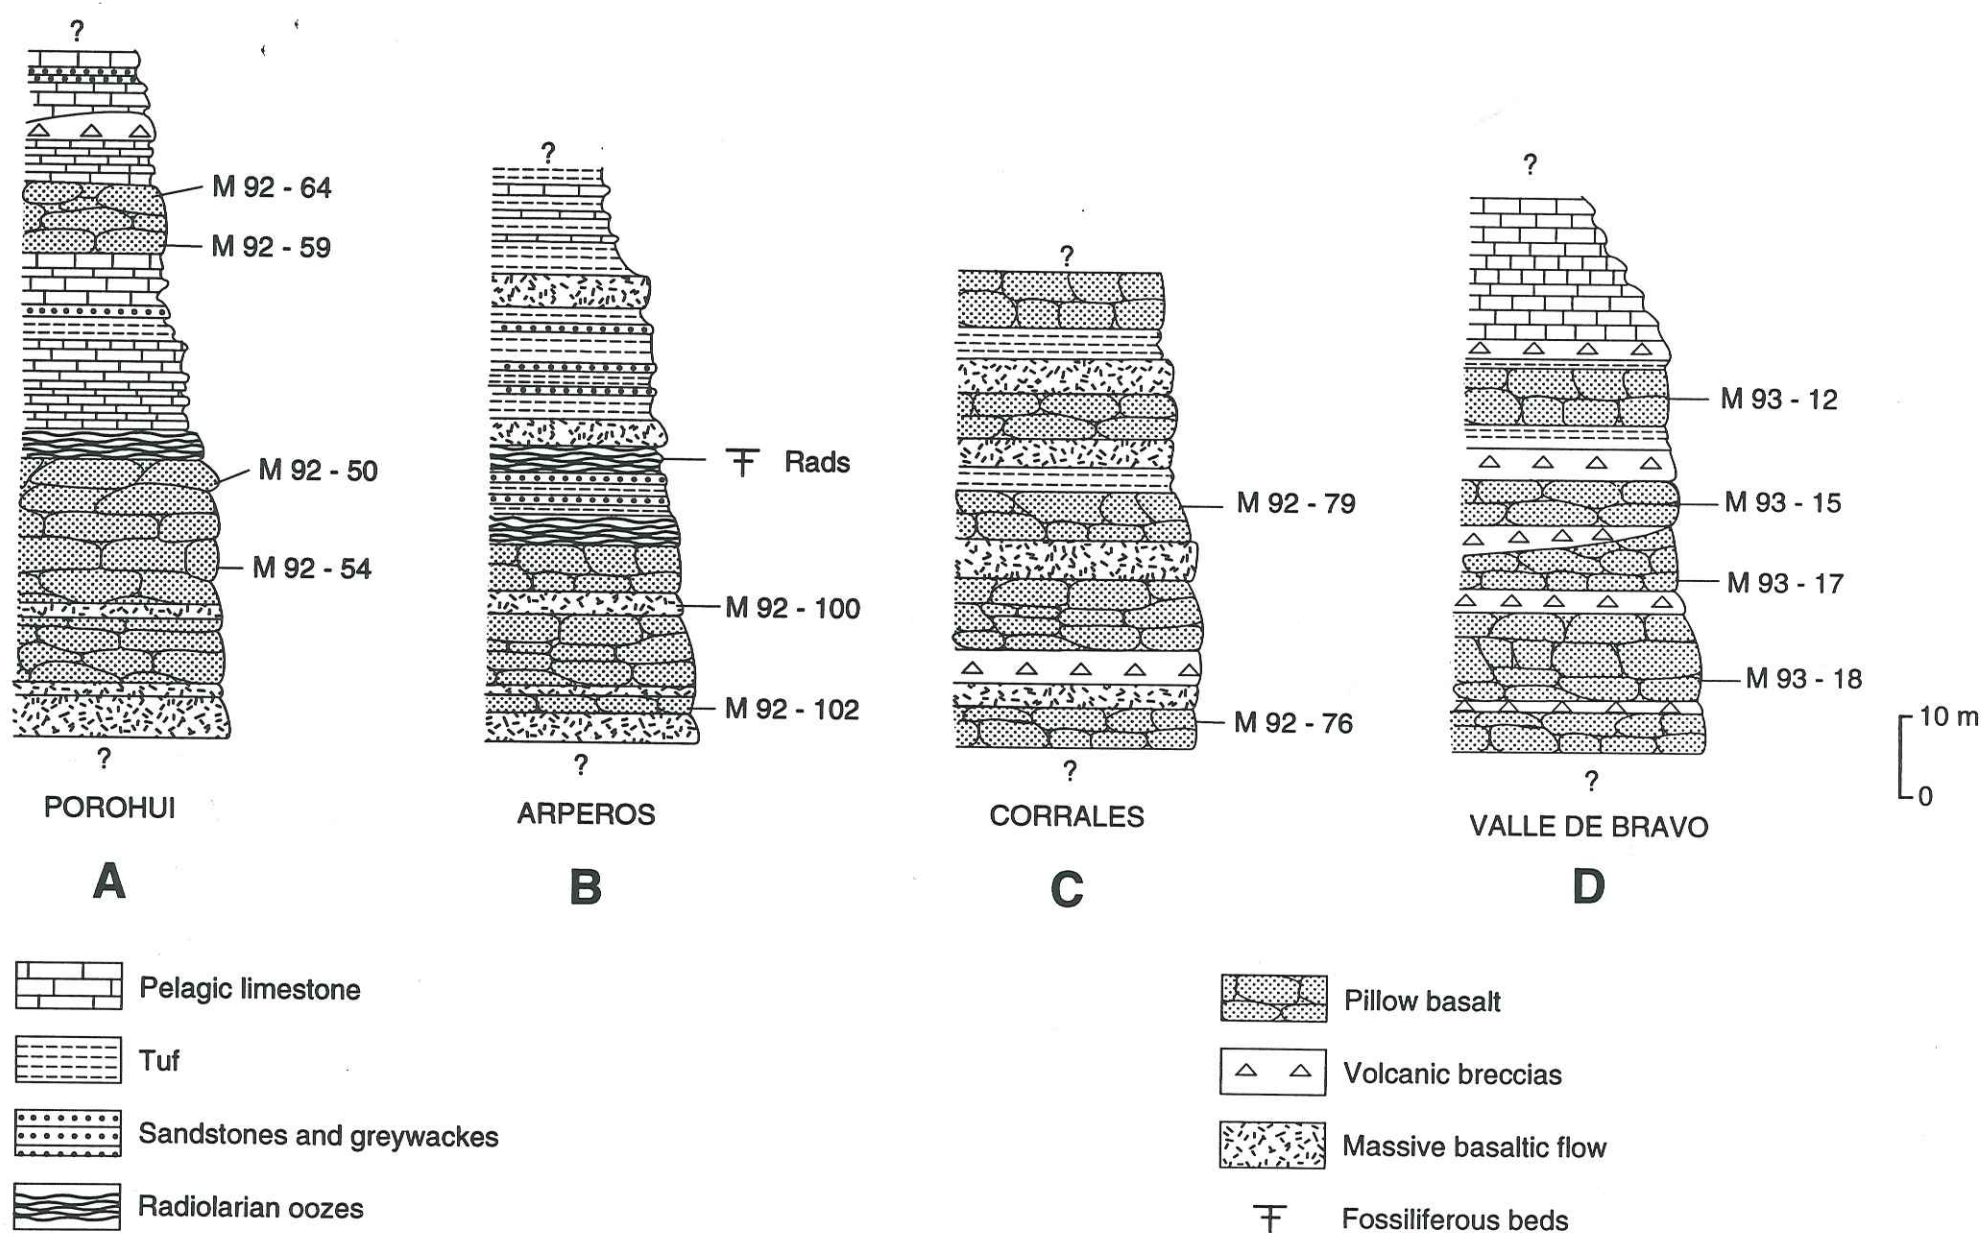 ?
M 92 - 64
M 92 - 59
M 92 - 50
M 92 - 54
?
POROHUI
A
?
Rads
M 92 - 100
M 92 - 102
?
ARPEROS
B
?
M 92 - 79
M 92 - 76
?
CORRALES
C
?
M 93 - 12
M 93 - 15
M 93 - 17
M 93 - 18
?
VALLE DE BRAVO
D
10 m
0
Pelagic limestone
Tuf
Sandstones and greywackes
Radiolarian oozes
Pillow basalt
Volcanic breccias
Massive basaltic flow
Fossiliferous beds